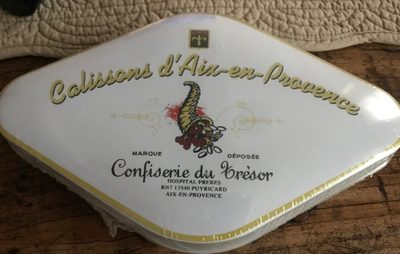 Calissons d'Aix-en-Provence
MARQUE DÉPOSÉE
Confiserie du Trésor
HOSPITAL FRERES
RN7 13540 PUYRICARD
AIX-EN-PROVENCE